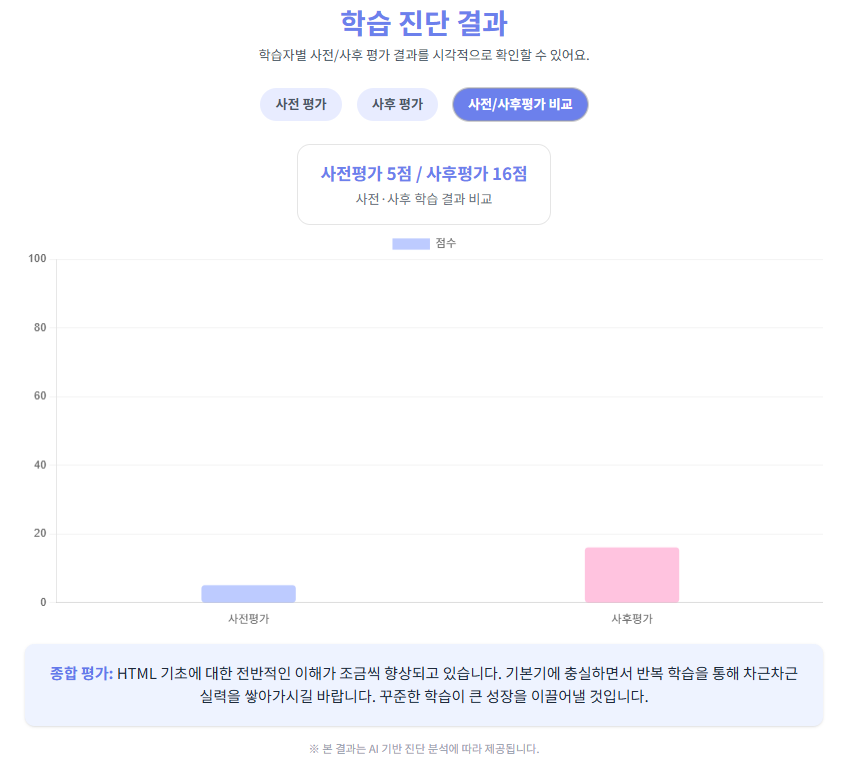 학습 진단 결과
학습자별 사전/사후 평가 결과를 시각적으로 확인할 수 있어요.
사전 평가 사후 평가 사전/사후평가 비교
사전평가 5점 / 사후평가 16점
사전·사후 학습 결과 비교
점수
100
80
60
40
20
0
사전평가 사후평가
종합 평가: HTML 기초에 대한 전반적인 이해가 조금씩 향상되고 있습니다. 기본기에 충실하면서 반복 학습을 통해 차근차근
실력을 쌓아가시길 바랍니다. 꾸준한 학습이 큰 성장을 이끌어낼 것입니다.
※ 본 결과는 AI 기반 진단 분석에 따라 제공됩니다.